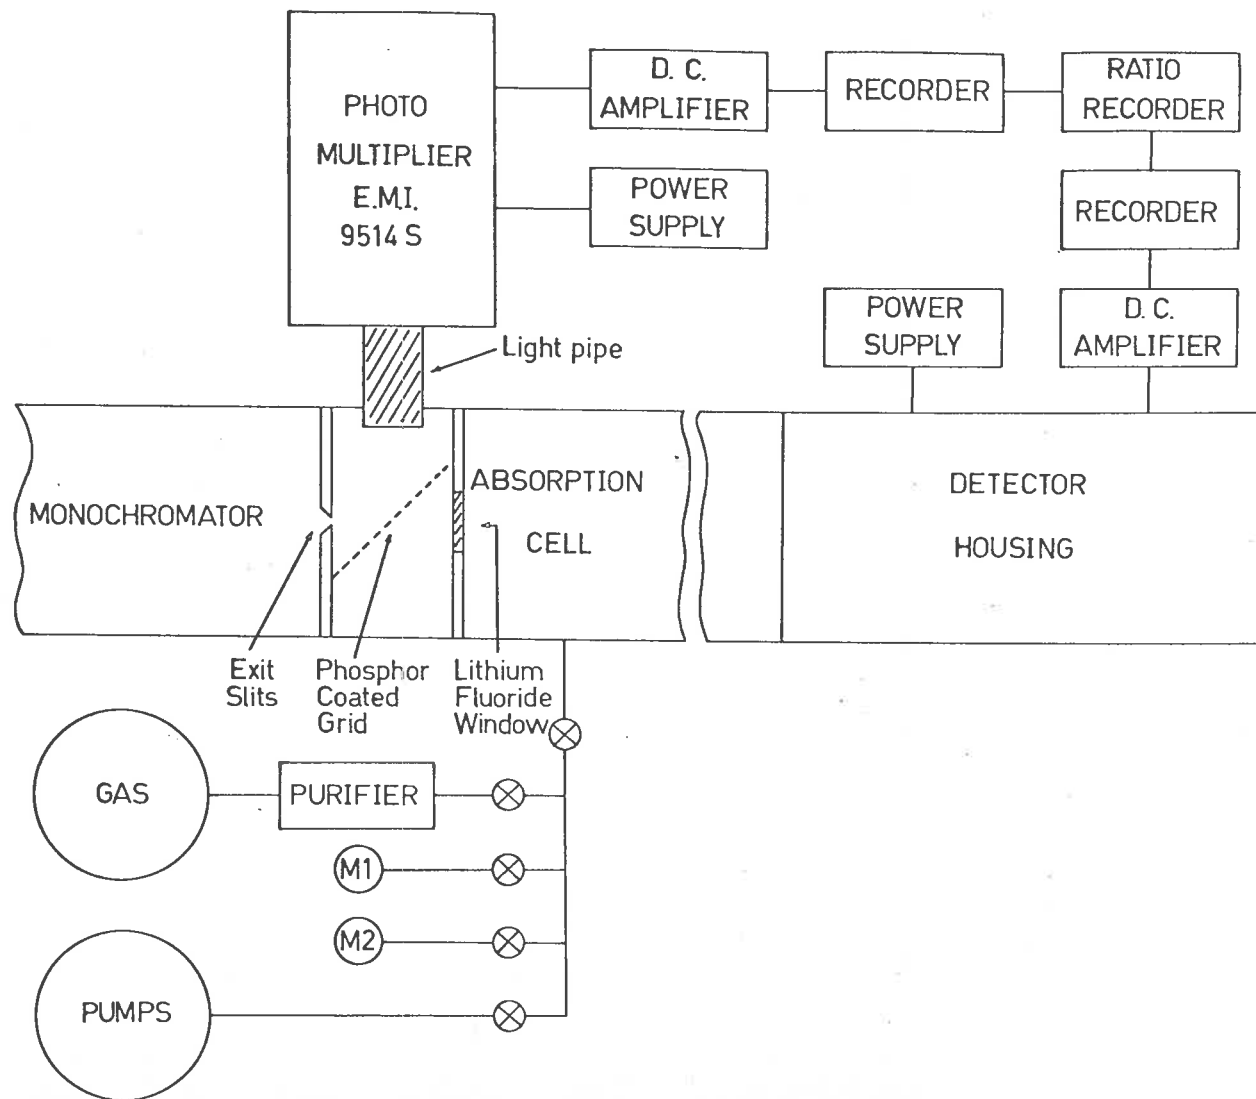 PHOTO
MULTIPLIER
E.M.I.
9514 S
D. C.
AMPLIFIER
RECORDER
RATIO
RECORDER
POWER
SUPPLY
RECORDER
POWER
SUPPLY
D. C.
AMPLIFIER
Light pipe
MONOCHROMATOR
ABSORPTION
CELL
DETECTOR
HOUSING
Exit
Slits
Phosphor
Coated
Grid
Lithium
Fluoride
Window
GAS
PURIFIER
M1
M2
PUMPS